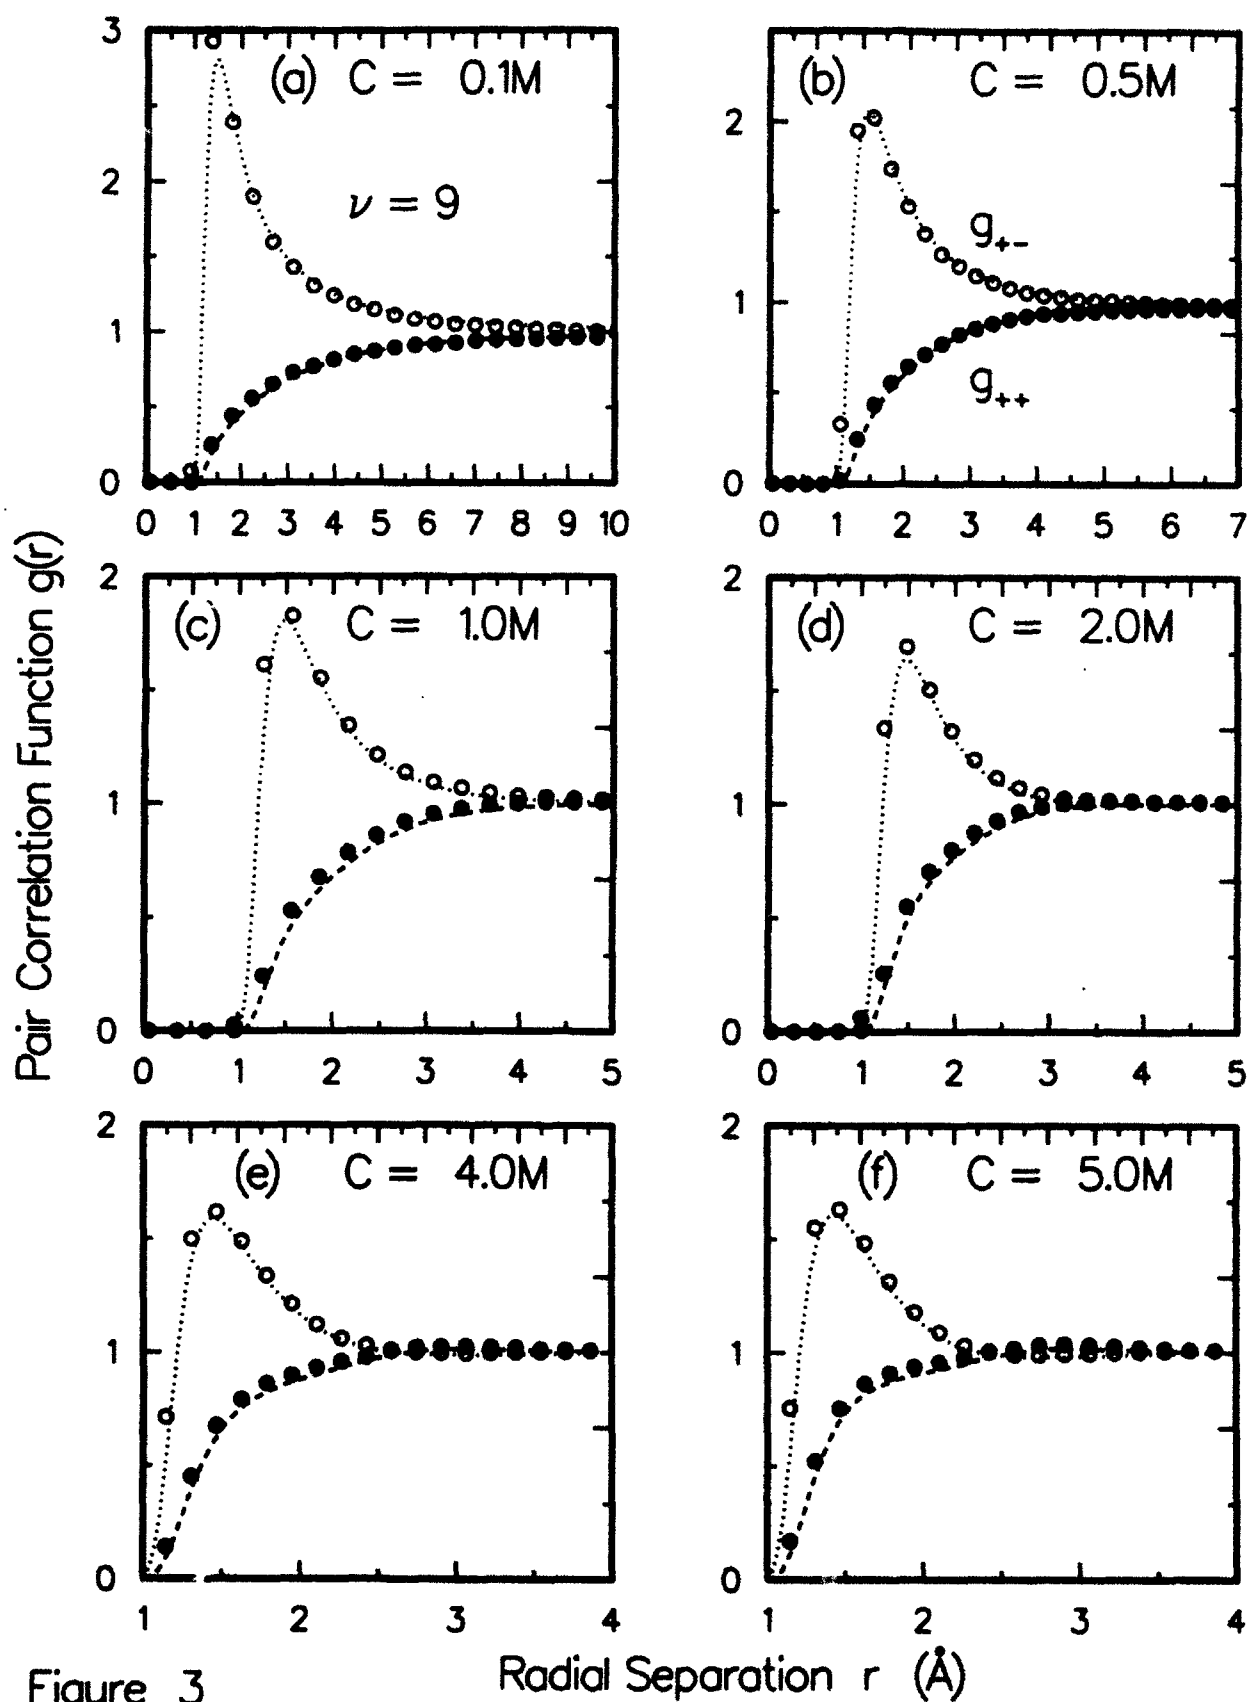 (a) C = 0.1M
ν = 9
3
2
1
0
0 1 2 3 4 5 6 7 8 9 10
(b) C = 0.5M
g+-
g++
2
1
0
0 1 2 3 4 5 6 7
Pair Correlation Function g(r)
(c) C = 1.0M
2
1
0
0 1 2 3 4 5
(d) C = 2.0M
2
1
0
0 1 2 3 4 5
(e) C = 4.0M
2
1
0
1 2 3 4
(f) C = 5.0M
2
1
0
1 2 3 4
Radial Separation r (Å)
Figure 3